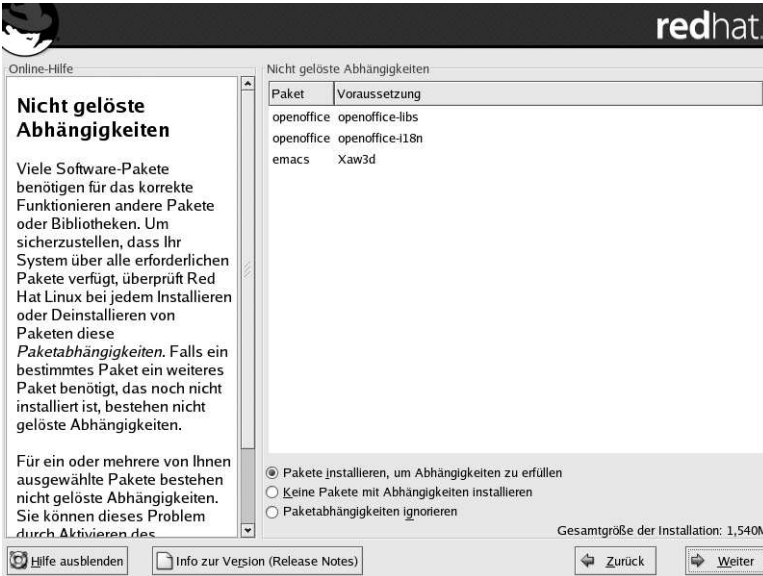 redhat.
Online-Hilfe
Nicht gelöste
Abhängigkeiten
Viele Software-Pakete
benötigen für das korrekte
Funktionieren andere Pakete
oder Bibliotheken. Um
sicherzustellen, dass Ihr
System über alle erforderlichen
Pakete verfügt, überprüft Red
Hat Linux bei jedem Installieren
oder Deinstallieren von
Paketen diese
Paketabhängigkeiten. Falls ein
bestimmtes Paket ein weiteres
Paket benötigt, das noch nicht
installiert ist, bestehen nicht
gelöste Abhängigkeiten.
Für ein oder mehrere von Ihnen
ausgewählte Pakete bestehen
nicht gelöste Abhängigkeiten.
Sie können dieses Problem
durch Aktivieren des
Nicht gelöste Abhängigkeiten
Paket Voraussetzung
openoffice openoffice-libs
openoffice openoffice-i18n
emacs Xaw3d
Pakete installieren, um Abhängigkeiten zu erfüllen
Keine Pakete mit Abhängigkeiten installieren
Paketabhängigkeiten ignorieren
Gesamtgröße der Installation: 1,540M
Hilfe ausblenden
Info zur Version (Release Notes)
Zurück
Weiter